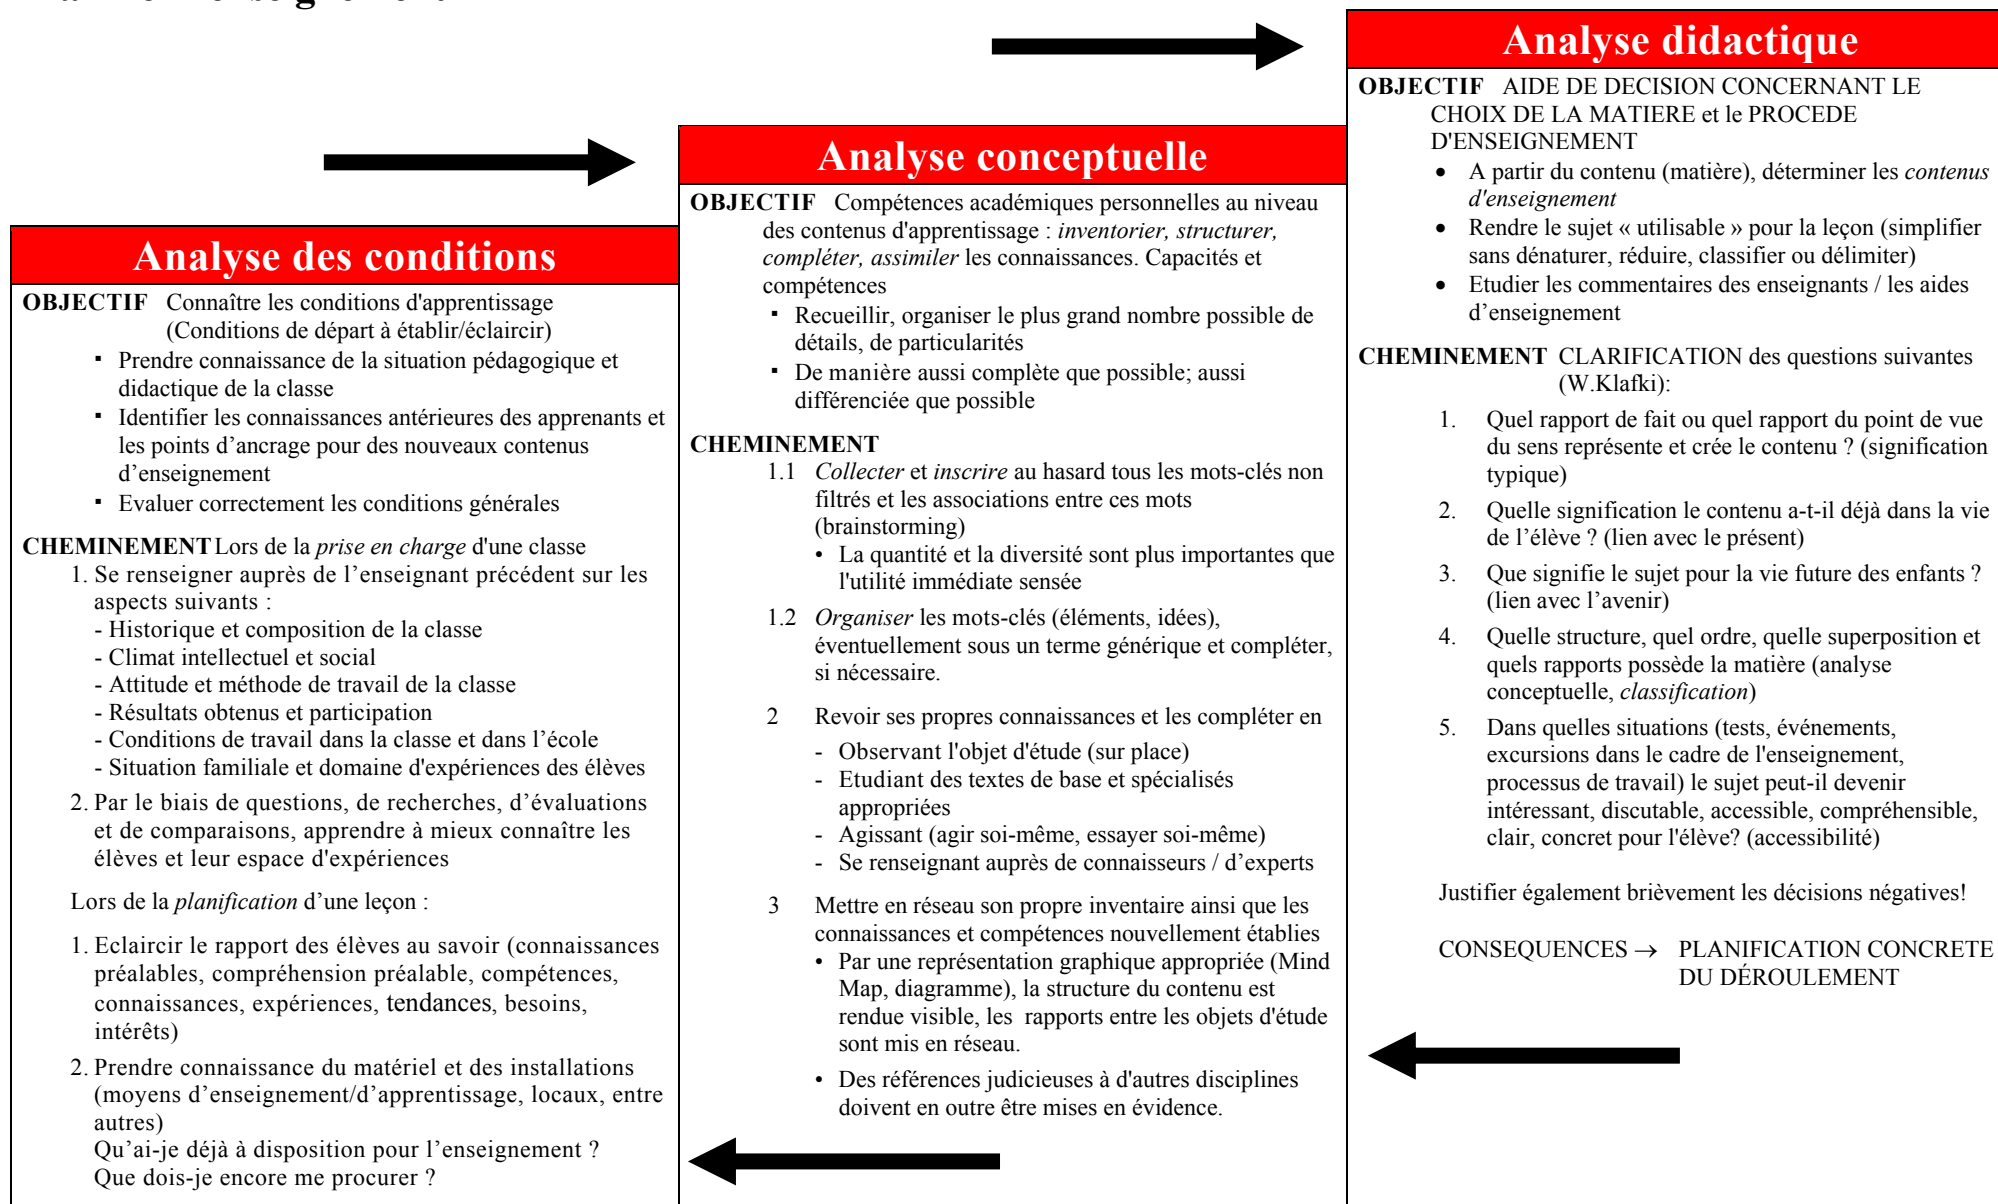 Analyse des conditions
OBJECTIF Connaître les conditions d'apprentissage
(Conditions de départ à établir/éclaircir)
▪ Prendre connaissance de la situation pédagogique et
didactique de la classe
▪ Identifier les connaissances antérieures des apprenants et
les points d’ancrage pour des nouveaux contenus
d’enseignement
▪ Evaluer correctement les conditions générales
CHEMINEMENT Lors de la prise en charge d'une classe
1. Se renseigner auprès de l’enseignant précédent sur les
aspects suivants :
- Historique et composition de la classe
- Climat intellectuel et social
- Attitude et méthode de travail de la classe
- Résultats obtenus et participation
- Conditions de travail dans la classe et dans l’école
- Situation familiale et domaine d'expériences des élèves
2. Par le biais de questions, de recherches, d’évaluations
et de comparaisons, apprendre à mieux connaître les
élèves et leur espace d'expériences
Lors de la planification d’une leçon :
1. Eclaircir le rapport des élèves au savoir (connaissances
préalables, compréhension préalable, compétences,
connaissances, expériences, tendances, besoins,
intérêts)
2. Prendre connaissance du matériel et des installations
(moyens d’enseignement/d’apprentissage, locaux, entre
autres)
Qu’ai-je déjà à disposition pour l’enseignement ?
Que dois-je encore me procurer ?
Analyse conceptuelle
OBJECTIF Compétences académiques personnelles au niveau
des contenus d'apprentissage : inventorier, structurer,
compléter, assimiler les connaissances. Capacités et
compétences
▪ Recueillir, organiser le plus grand nombre possible de
détails, de particularités
▪ De manière aussi complète que possible; aussi
différenciée que possible
CHEMINEMENT
1.1 Collecter et inscrire au hasard tous les mots-clés non
filtrés et les associations entre ces mots
(brainstorming)
• La quantité et la diversité sont plus importantes que
l'utilité immédiate sensée
1.2 Organiser les mots-clés (éléments, idées),
éventuellement sous un terme générique et compléter,
si nécessaire.
2 Revoir ses propres connaissances et les compléter en
- Observant l'objet d'étude (sur place)
- Etudiant des textes de base et spécialisés
appropriées
- Agissant (agir soi-même, essayer soi-même)
- Se renseignant auprès de connaisseurs / d’experts
3 Mettre en réseau son propre inventaire ainsi que les
connaissances et compétences nouvellement établies
• Par une représentation graphique appropriée (Mind
Map, diagramme), la structure du contenu est
rendue visible, les rapports entre les objets d'étude
sont mis en réseau.
• Des références judicieuses à d'autres disciplines
doivent en outre être mises en évidence.
Analyse didactique
OBJECTIF AIDE DE DECISION CONCERNANT LE
CHOIX DE LA MATIERE et le PROCEDE
D'ENSEIGNEMENT
• A partir du contenu (matière), déterminer les contenus
d'enseignement
• Rendre le sujet « utilisable » pour la leçon (simplifier
sans dénaturer, réduire, classifier ou délimiter)
• Etudier les commentaires des enseignants / les aides
d’enseignement
CHEMINEMENT CLARIFICATION des questions suivantes
(W.Klafki):
1. Quel rapport de fait ou quel rapport du point de vue
du sens représente et crée le contenu ? (signification
typique)
2. Quelle signification le contenu a-t-il déjà dans la vie
de l’élève ? (lien avec le présent)
3. Que signifie le sujet pour la vie future des enfants ?
(lien avec l’avenir)
4. Quelle structure, quel ordre, quelle superposition et
quels rapports possède la matière (analyse
conceptuelle, classification)
5. Dans quelles situations (tests, événements,
excursions dans le cadre de l'enseignement,
processus de travail) le sujet peut-il devenir
intéressant, discutable, accessible, compréhensible,
clair, concret pour l'élève? (accessibilité)
Justifier également brièvement les décisions négatives!
CONSEQUENCES → PLANIFICATION CONCRETE
DU DÉROULEMENT